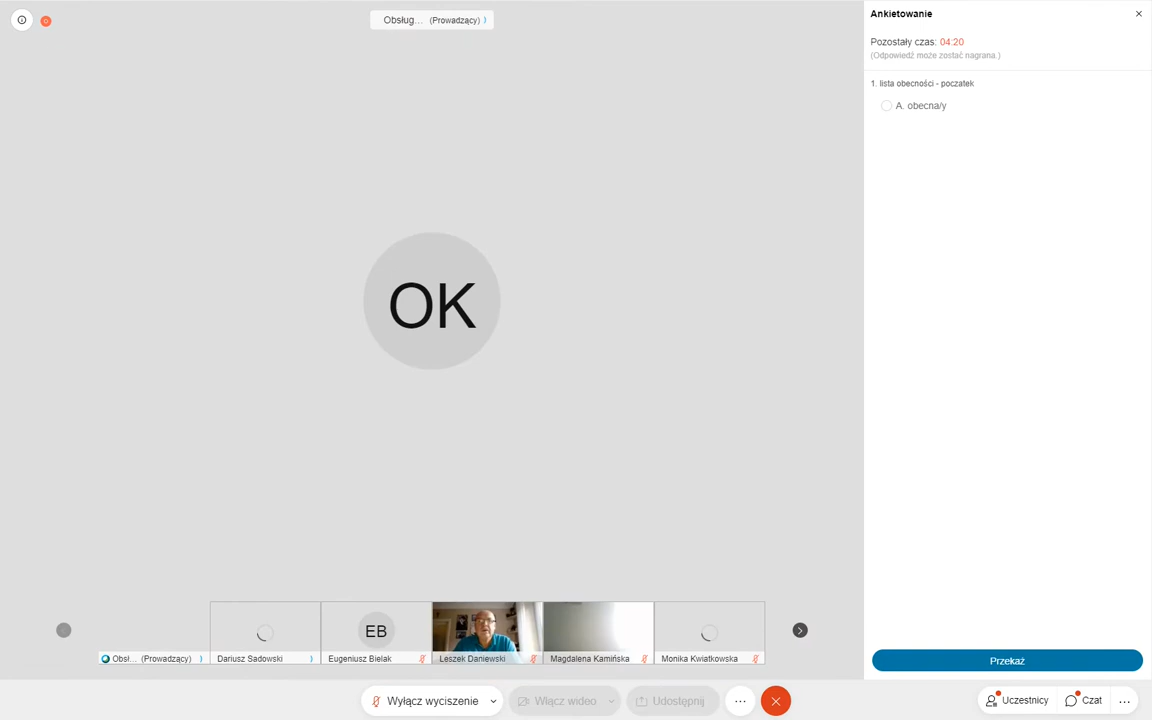 Obsług... (Prowadzący)
Ankietowanie
Pozostały czas: 04:20
(Odpowiedź może zostać nagrana.)
1. lista obecności - poczatek
A. obecna/y
OK
EB
Obsł... (Prowadzący)
Dariusz Sadowski
Eugeniusz Bielak
Leszek Daniewski
Magdalena Kamińska
Monika Kwiatkowska
Przekaż
Wyłącz wyciszenie
Włącz wideo
Udostępnij
...
Uczestnicy
Czat
...